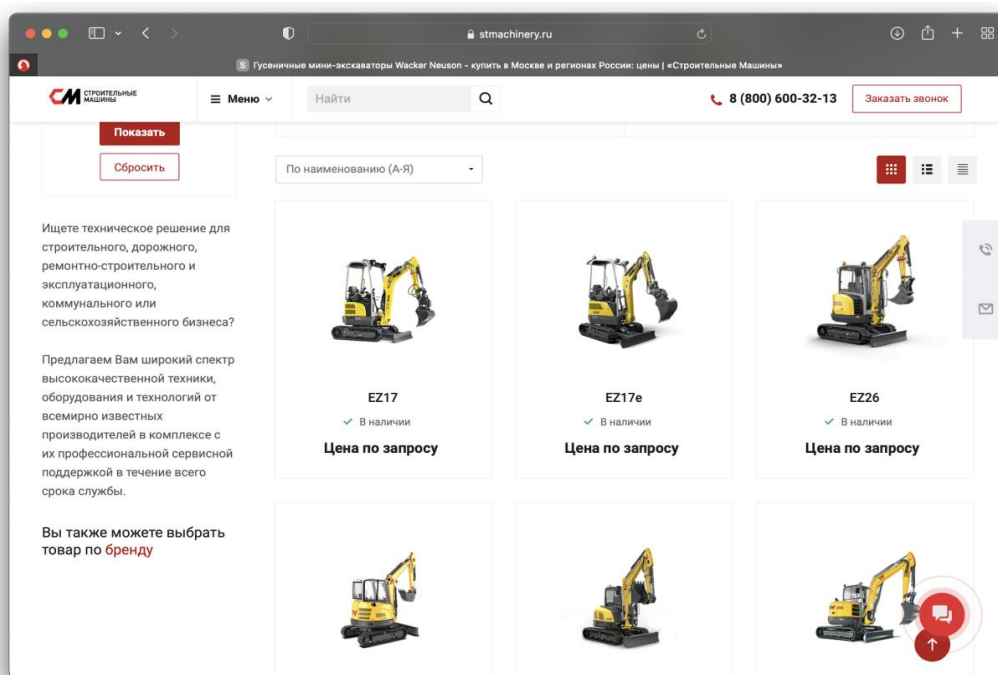 stmachinery.ru
S Гусеничные мини-экскаваторы Wacker Neuson - купить в Москве и регионах России: цены | «Строительные Машины»
СМ СТРОИТЕЛЬНЫЕ
МАШИНЫ
Меню
Найти
8 (800) 600-32-13
Заказать звонок
Показать
Сбросить
По наименованию (А-Я)
Ищете техническое решение для
строительного, дорожного,
ремонтно-строительного и
эксплуатационного,
коммунального или
сельскохозяйственного бизнеса?
Предлагаем Вам широкий спектр
высококачественной техники,
оборудования и технологий от
всемирно известных
производителей в комплексе с
их профессиональной сервисной
поддержкой в течение всего
срока службы.
Вы также можете выбрать
товар по бренду
EZ17
В наличии
Цена по запросу
EZ17e
В наличии
Цена по запросу
EZ26
В наличии
Цена по запросу